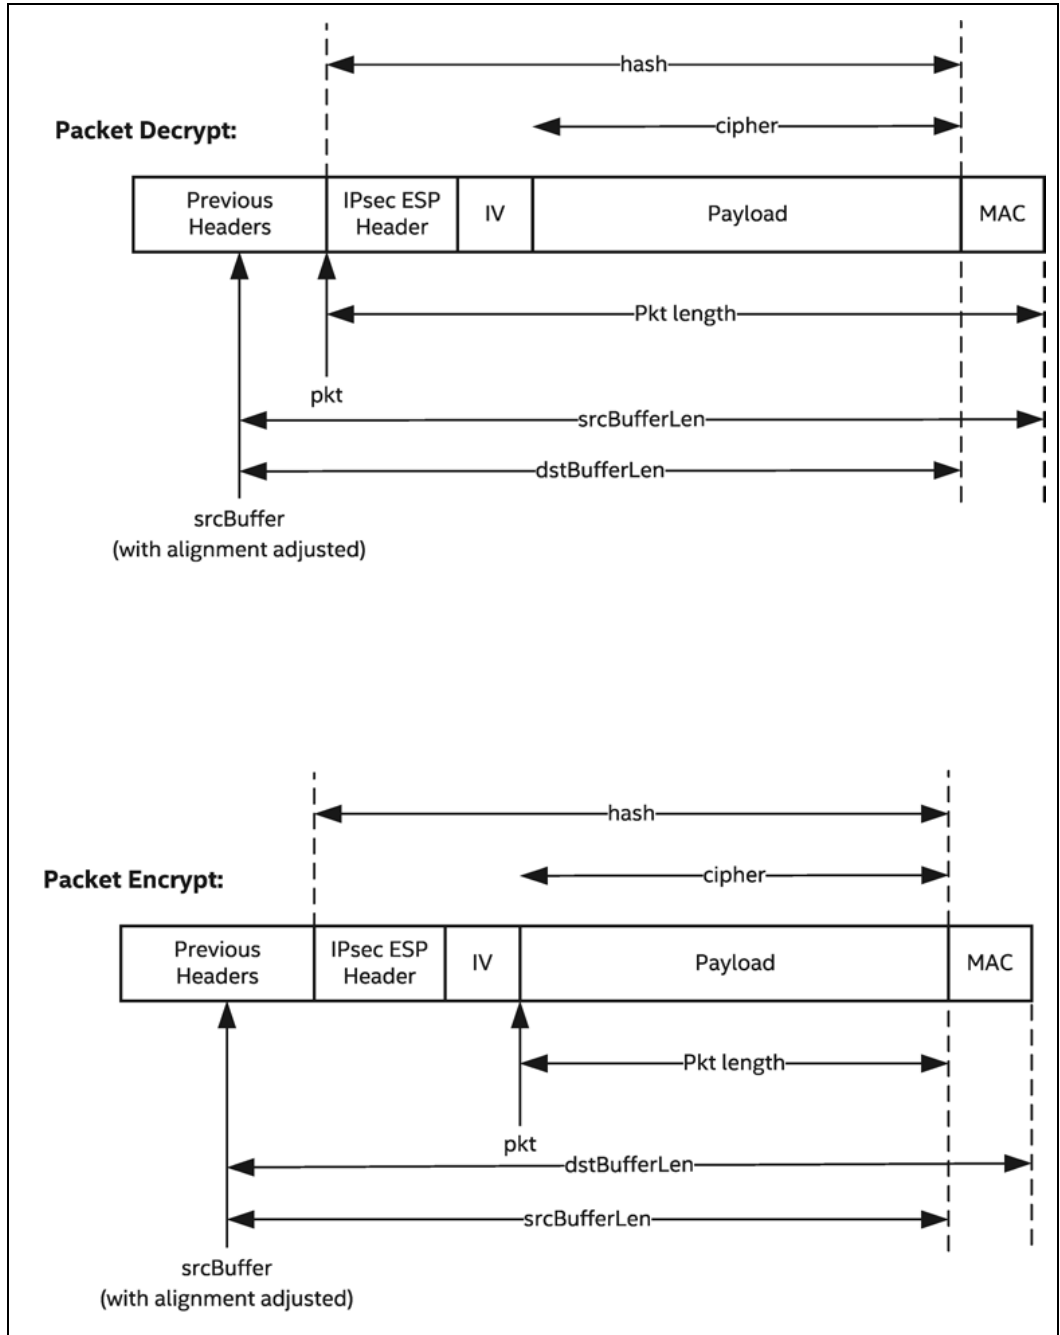 hash
Packet Decrypt:
cipher
Previous
Headers
IPsec ESP
Header
IV
Payload
MAC
Pkt length
pkt
srcBufferLen
dstBufferLen
srcBuffer
(with alignment adjusted)
hash
Packet Encrypt:
cipher
Previous
Headers
IPsec ESP
Header
IV
Payload
MAC
Pkt length
pkt
dstBufferLen
srcBufferLen
srcBuffer
(with alignment adjusted)